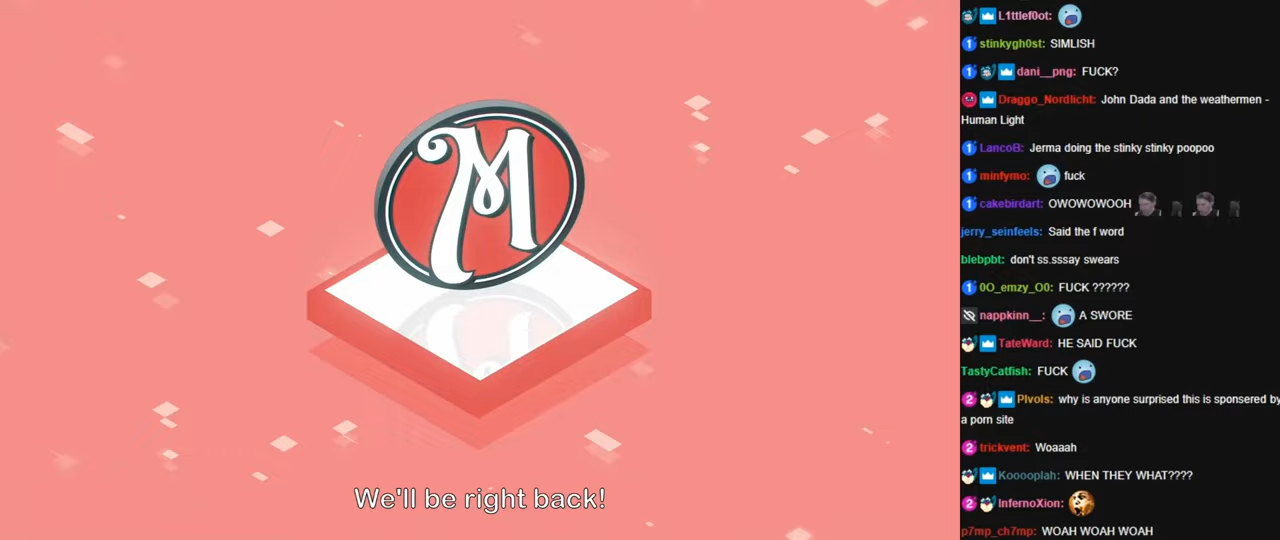 M
We'll be right back!
L1ttlef0ot:
stinkygh0st: SIMLISH
dani__png: FUCK?
Draggo_Nordlicht: John Dada and the weathermen -
Human Light
LancoB: Jerma doing the stinky stinky poopoo
minfymo: fuck
cakebirdart: OWOWOWOOH
jerry_seinfeels: Said the f word
blebpbt: don't ss.sssay swears
0O_emzy_O0: FUCK ??????
nappkinn__: A SWORE
TateWard: HE SAID FUCK
TastyCatfish: FUCK
PIvols: why is anyone surprised this is sponsered by
a porn site
trickvent: Woaaah
Kooooplah: WHEN THEY WHAT????
InfernoXion:
p7mp_ch7mp: WOAH WOAH WOAH